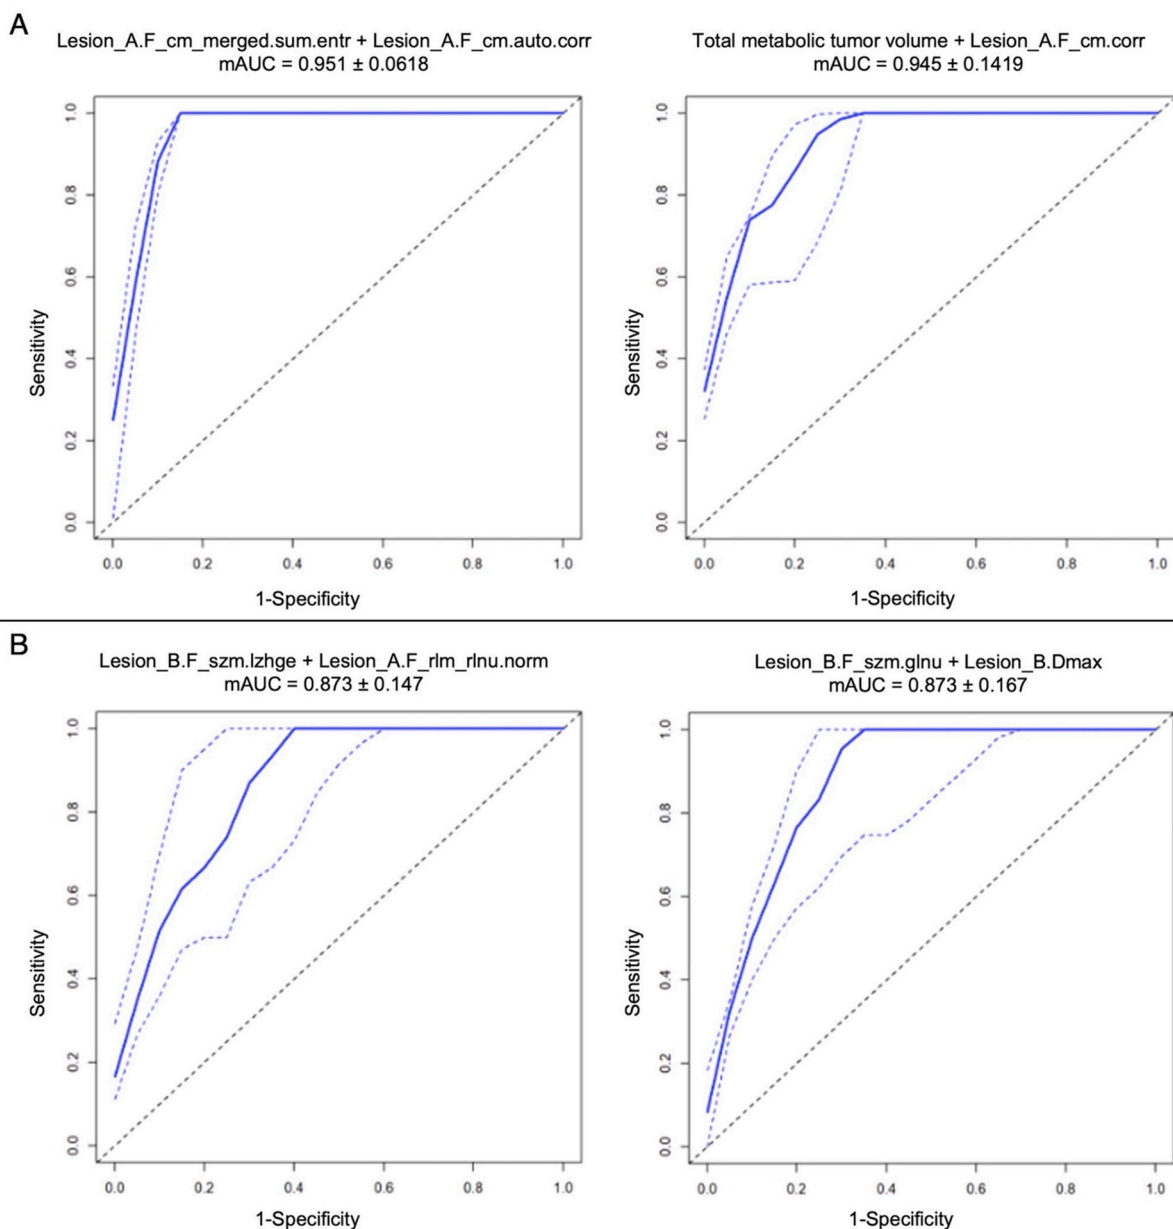 A
Lesion_A.F_cm_merged.sum.entr + Lesion_A.F_cm.auto.corr
mAUC = 0.951 ± 0.0618
Sensitivity
1.0
0.8
0.6
0.4
0.2
0.0
0.0 0.2 0.4 0.6 0.8 1.0
1-Specificity
Total metabolic tumor volume + Lesion_A.F_cm.corr
mAUC = 0.945 ± 0.1419
Sensitivity
1.0
0.8
0.6
0.4
0.2
0.0
0.0 0.2 0.4 0.6 0.8 1.0
1-Specificity
B
Lesion_B.F_szm.lzhge + Lesion_A.F_rlm_rlnu.norm
mAUC = 0.873 ± 0.147
Sensitivity
1.0
0.8
0.6
0.4
0.2
0.0
0.0 0.2 0.4 0.6 0.8 1.0
1-Specificity
Lesion_B.F_szm.glnu + Lesion_B.Dmax
mAUC = 0.873 ± 0.167
Sensitivity
1.0
0.8
0.6
0.4
0.2
0.0
0.0 0.2 0.4 0.6 0.8 1.0
1-Specificity